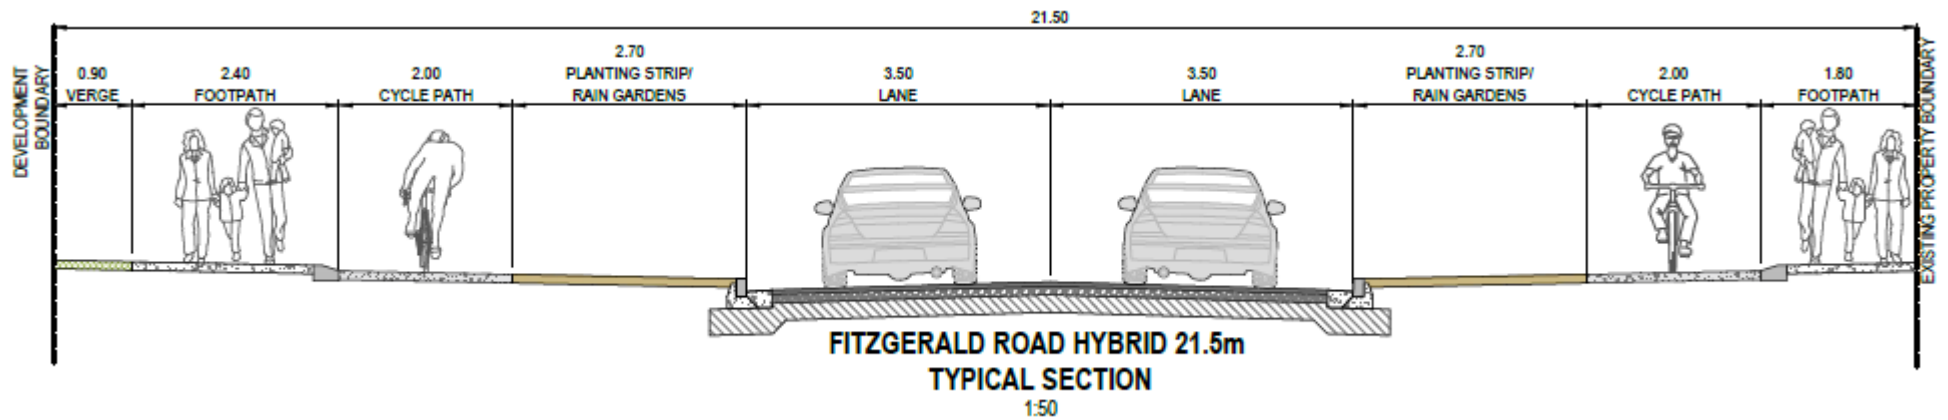 21.50
DEVELOPMENT
BOUNDARY
0.90
VERGE
2.40
FOOTPATH
2.00
CYCLE PATH
2.70
PLANTING STRIP/
RAIN GARDENS
3.50
LANE
3.50
LANE
2.70
PLANTING STRIP/
RAIN GARDENS
2.00
CYCLE PATH
1.80
FOOTPATH
EXISTING PROPERTY BOUNDARY
FITZGERALD ROAD HYBRID 21.5m
TYPICAL SECTION
1:50